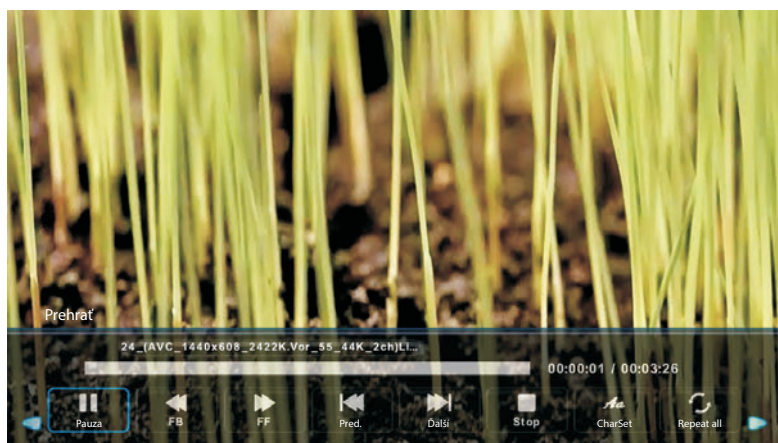 Prehrať
24_(AVC_1440x608_2422K.Vor_55_44K_2ch)LI...
00:00:01 / 00:03:26
Pauza FB FF Pred. Ďalší Stop CharSet Repeat all